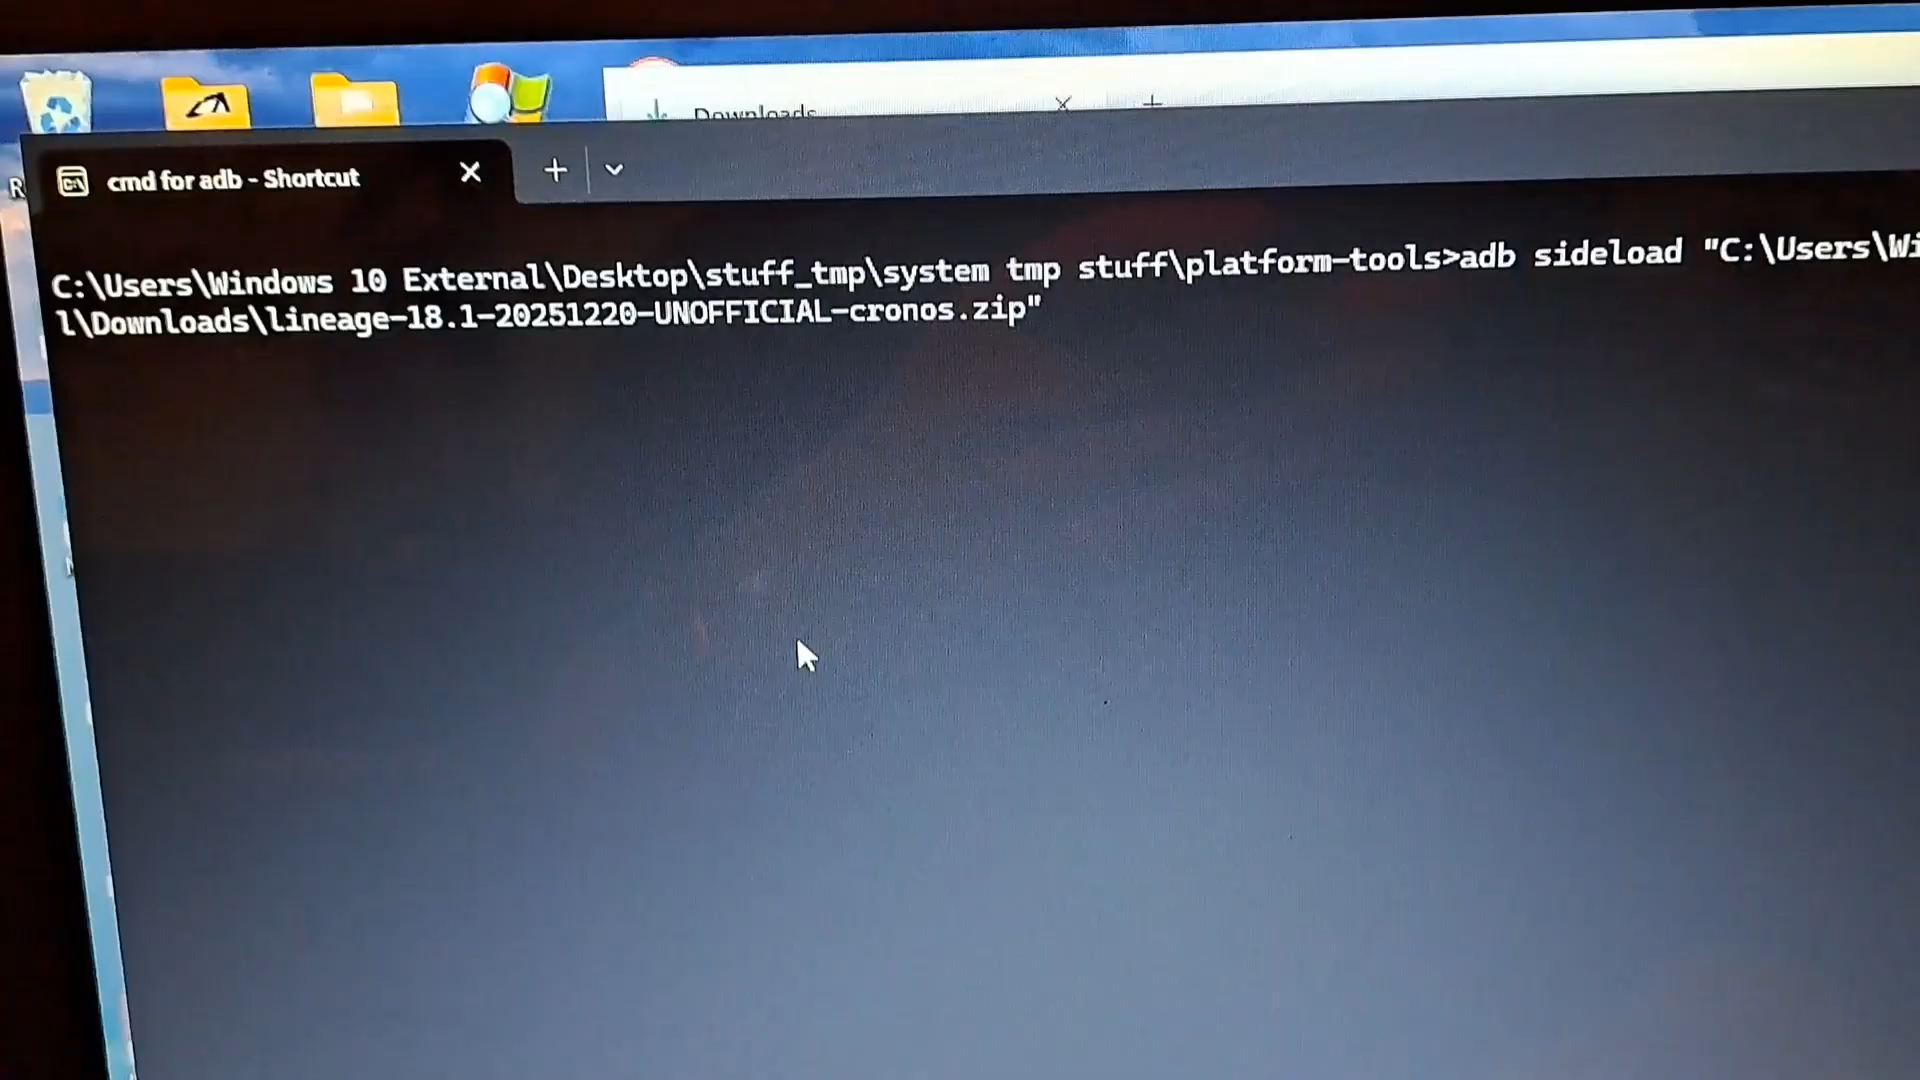 Downloads
cmd for adb - Shortcut
C:\Users\Windows 10 External\Desktop\stuff_tmp\system tmp stuff\platform-tools>adb sideload "C:\Users\Wi
l\Downloads\lineage-18.1-20251220-UNOFFICIAL-cronos.zip"